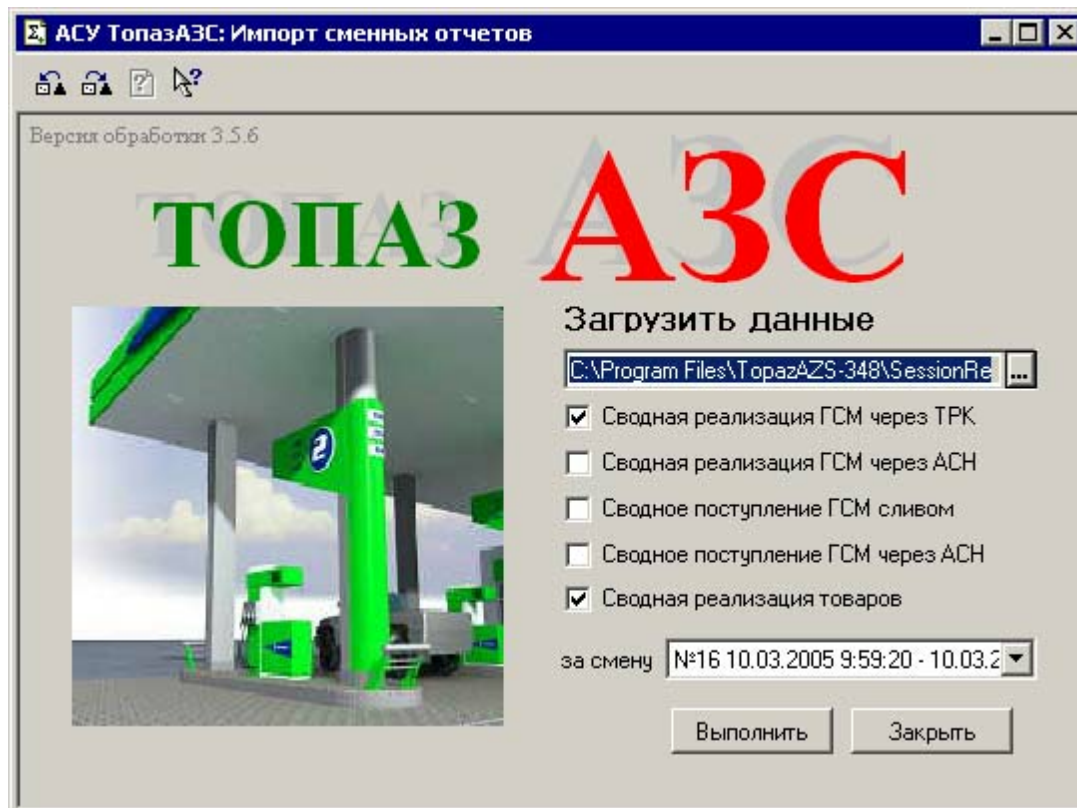 АСУ ТопазАЗС: Импорт сменных отчетов
Версия обработки 3.5.6
ТОПАЗ АЗС
2
Загрузить данные
C:\Program Files\TopazAZS-348\SessionRe ...
Сводная реализация ГСМ через ТРК
Сводная реализация ГСМ через АСН
Сводное поступление ГСМ сливом
Сводное поступление ГСМ через АСН
Сводная реализация товаров
за смену №16 10.03.2005 9:59:20 - 10.03.2
Выполнить Закрыть